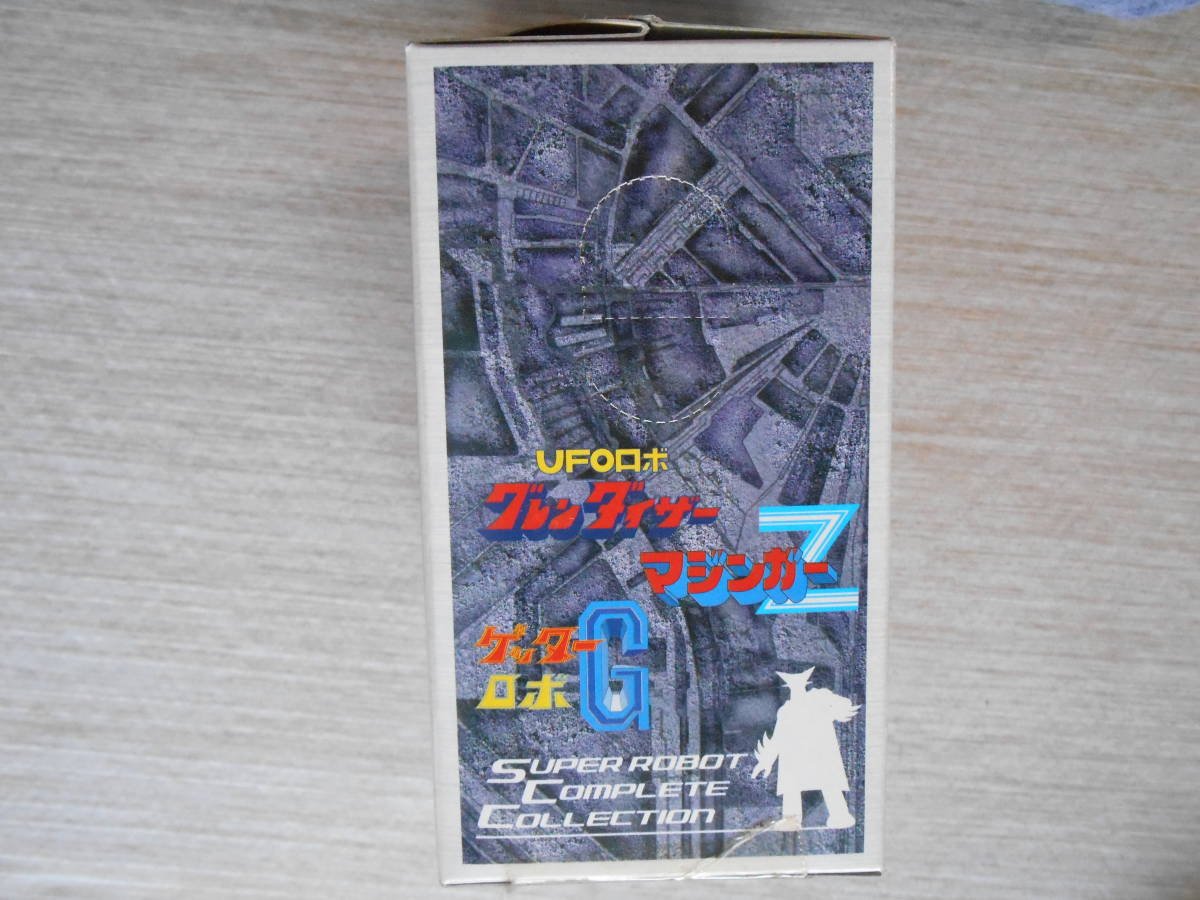 UFOロボ
グレンダイザー
マジンガーZ
ゲッター
ロボG
SUPER ROBOT
COMPLETE
COLLECTION